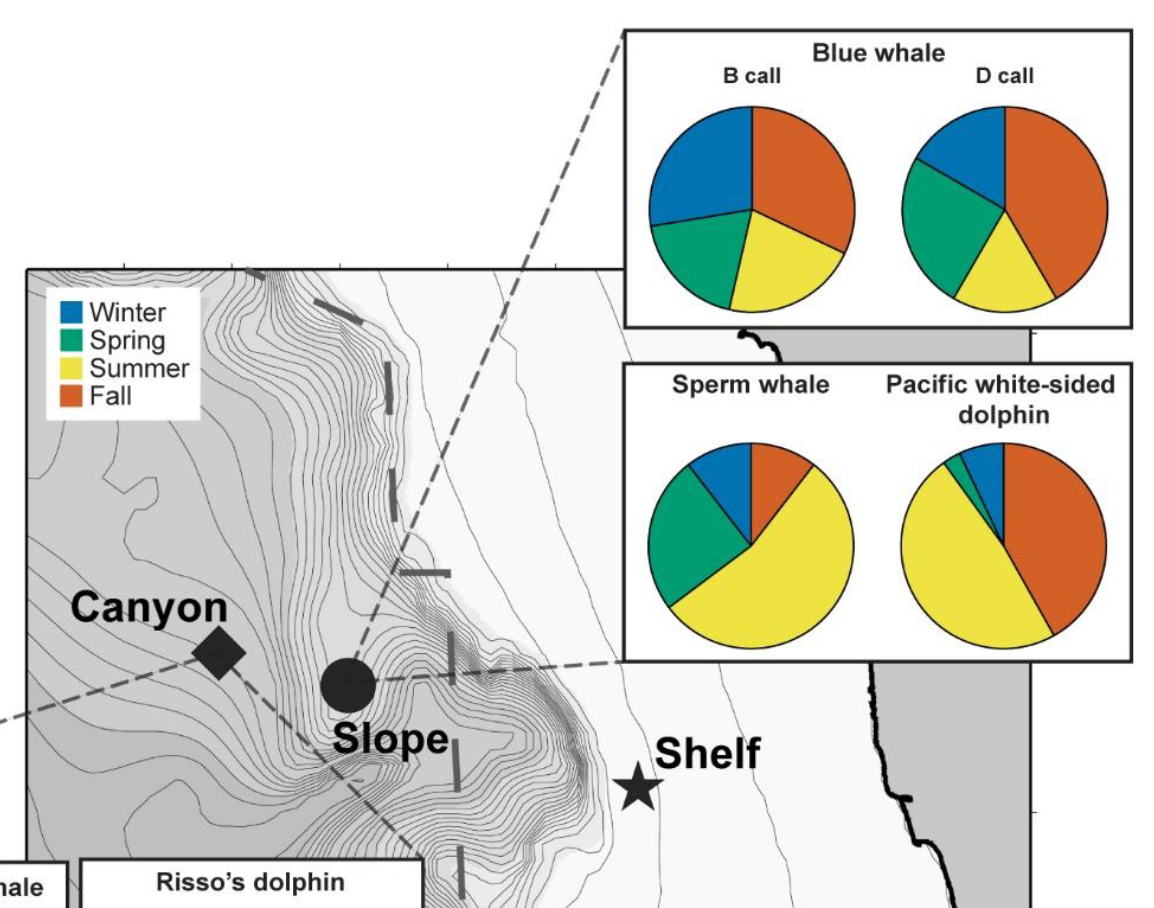 Blue whale
B call
D call
Winter
Spring
Summer
Fall
Sperm whale
Pacific white-sided
dolphin
Canyon
Slope
Shelf
Risso's dolphin